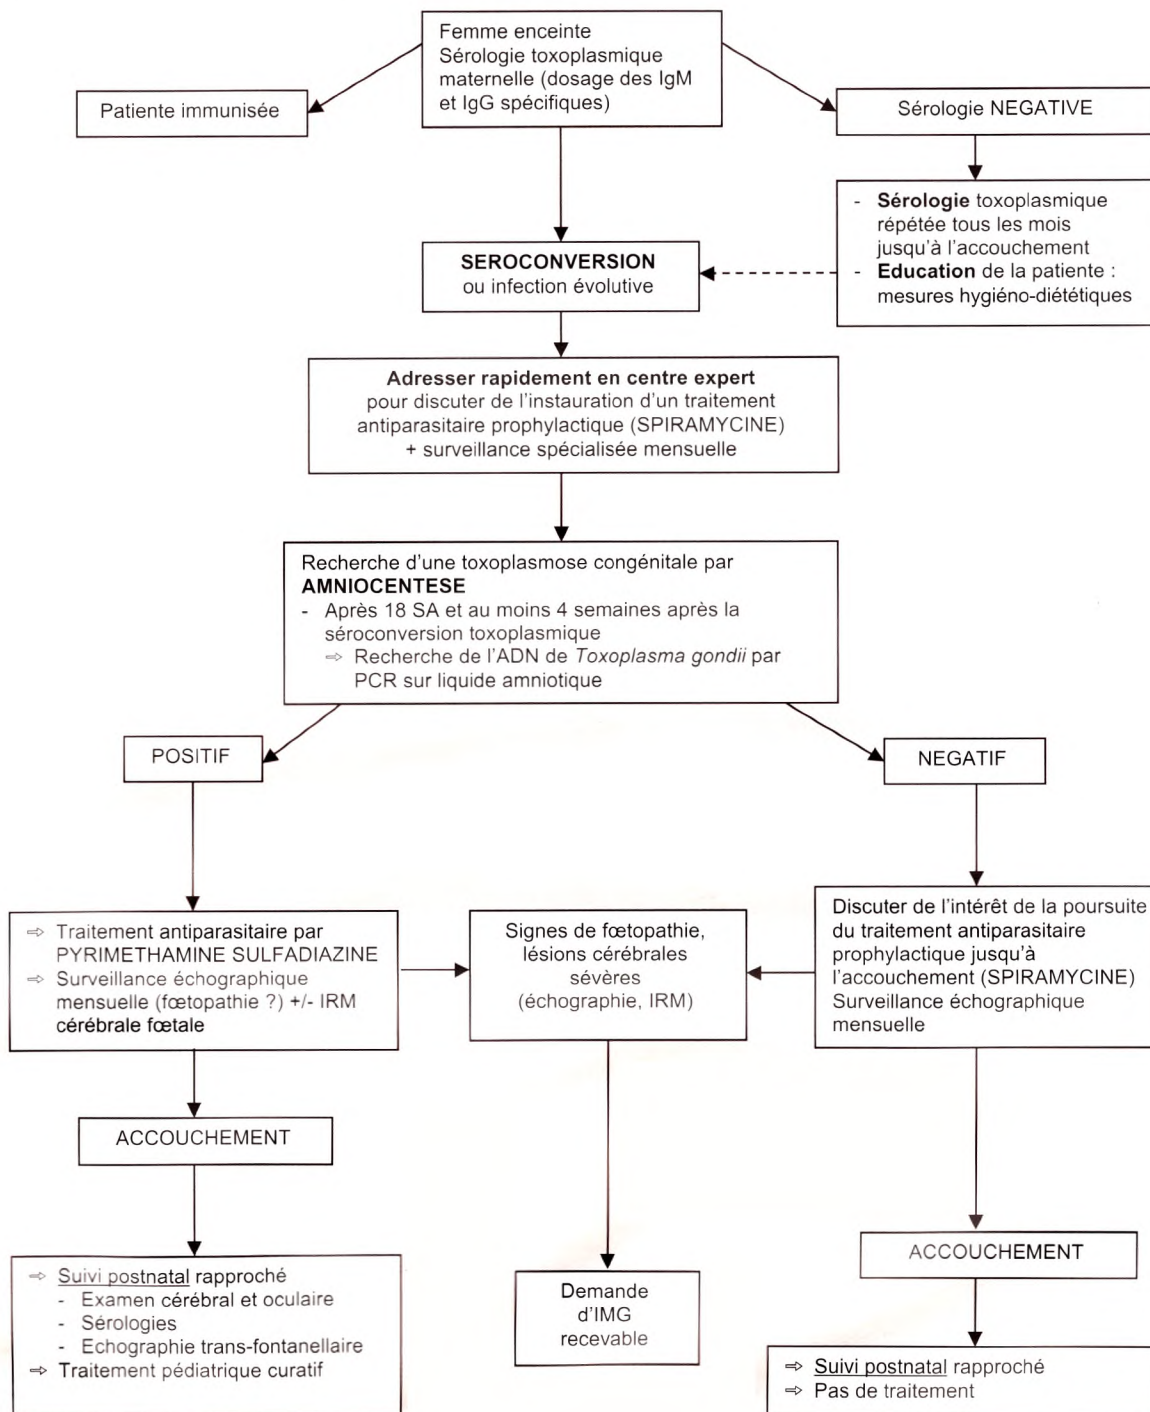 Femme enceinte
Sérologie toxoplasmique
maternelle (dosage des IgM
et IgG spécifiques)
Patiente immunisée
Sérologie NEGATIVE
- Sérologie toxoplasmique
répétée tous les mois
jusqu'à l'accouchement
- Education de la patiente :
mesures hygiéno-diététiques
SEROCONVERSION
ou infection évolutive
Adresser rapidement en centre expert
pour discuter de l'instauration d'un traitement
antiparasitaire prophylactique (SPIRAMYCINE)
+ surveillance spécialisée mensuelle
Recherche d'une toxoplasmose congénitale par
AMNIOCENTESE
- Après 18 SA et au moins 4 semaines après la
séroconversion toxoplasmique
⇨ Recherche de l'ADN de Toxoplasma gondii par
PCR sur liquide amniotique
POSITIF
NEGATIF
⇨ Traitement antiparasitaire par
PYRIMETHAMINE SULFADIAZINE
⇨ Surveillance échographique
mensuelle (fœtopathie ?) +/- IRM
cérébrale fœtale
Signes de fœtopathie,
lésions cérébrales
sévères
(échographie, IRM)
Discuter de l'intérêt de la poursuite
du traitement antiparasitaire
prophylactique jusqu'à
l'accouchement (SPIRAMYCINE)
Surveillance échographique
mensuelle
ACCOUCHEMENT
ACCOUCHEMENT
⇨ Suivi postnatal rapproché
- Examen cérébral et oculaire
- Sérologies
- Echographie trans-fontanellaire
⇨ Traitement pédiatrique curatif
Demande
d'IMG
recevable
⇨ Suivi postnatal rapproché
⇨ Pas de traitement